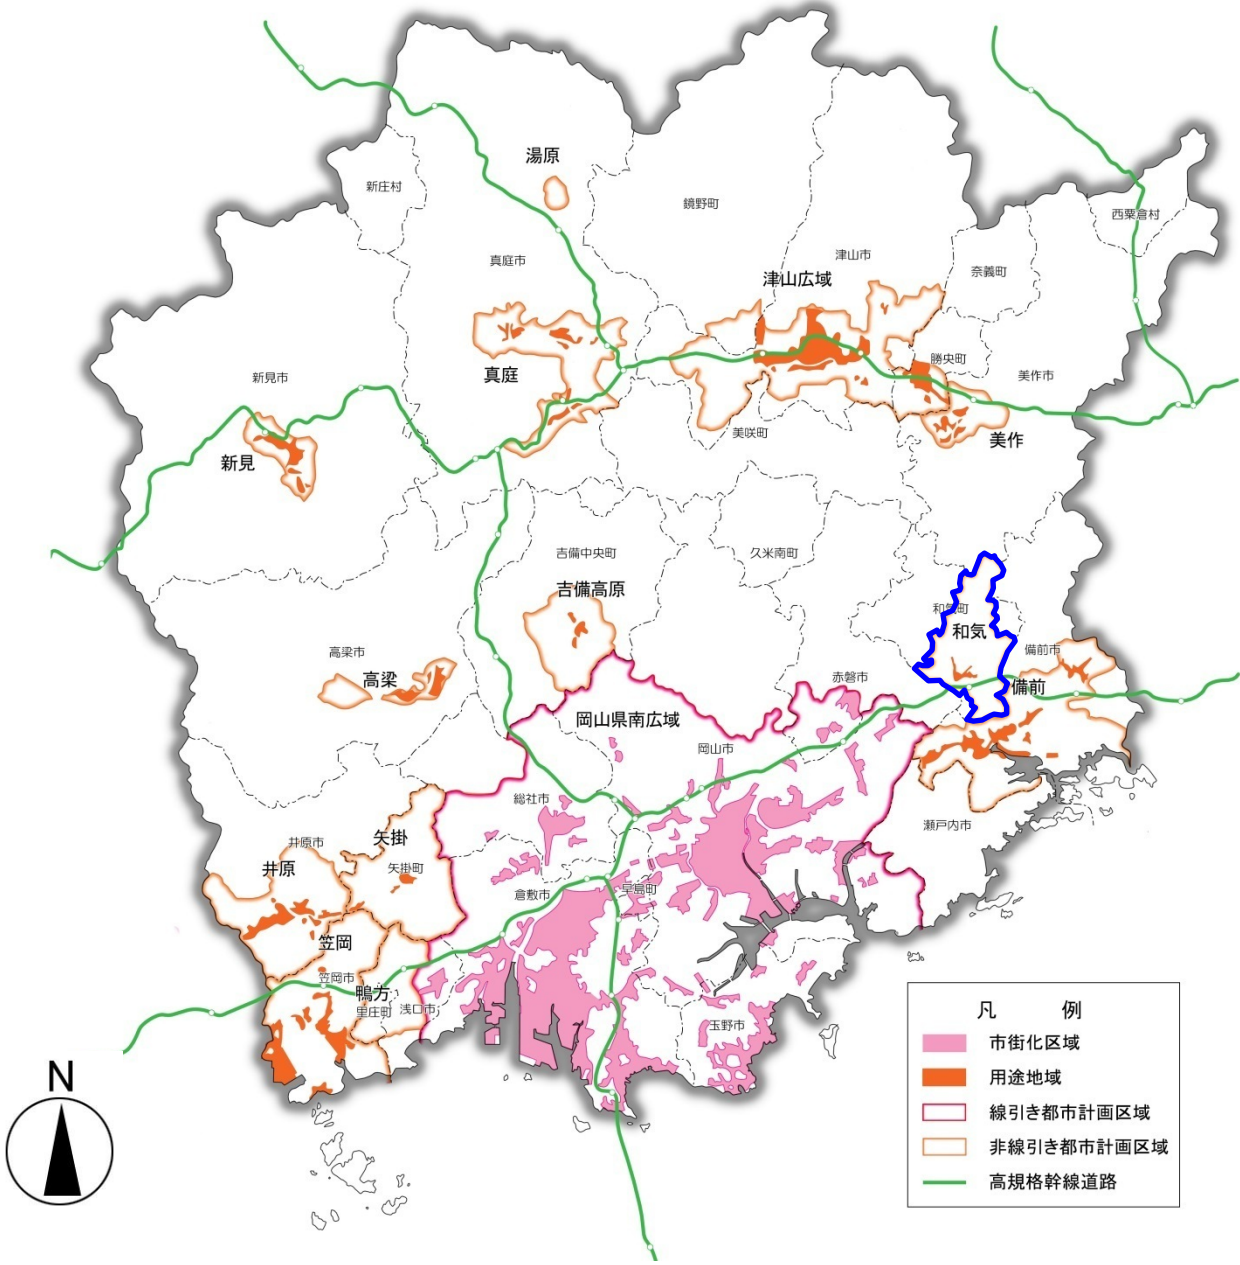 湯原
新庄村
鏡野町
西粟倉村
真庭市
津山市
奈義町
津山広域
勝央町
新見市
真庭
美作市
美咲町
美作
新見
吉備中央町
久米南町
吉備高原
和気町
和気
高梁市
高梁
備前市
赤磐市
備前
岡山県南広域
岡山市
総社市
瀬戸内市
矢掛
井原市
井原
矢掛町
倉敷市
早島町
笠岡
笠岡市
鴨方
里庄町
浅口市
玉野市
凡 例
市街化区域
用途地域
線引き都市計画区域
非線引き都市計画区域
高規格幹線道路
N